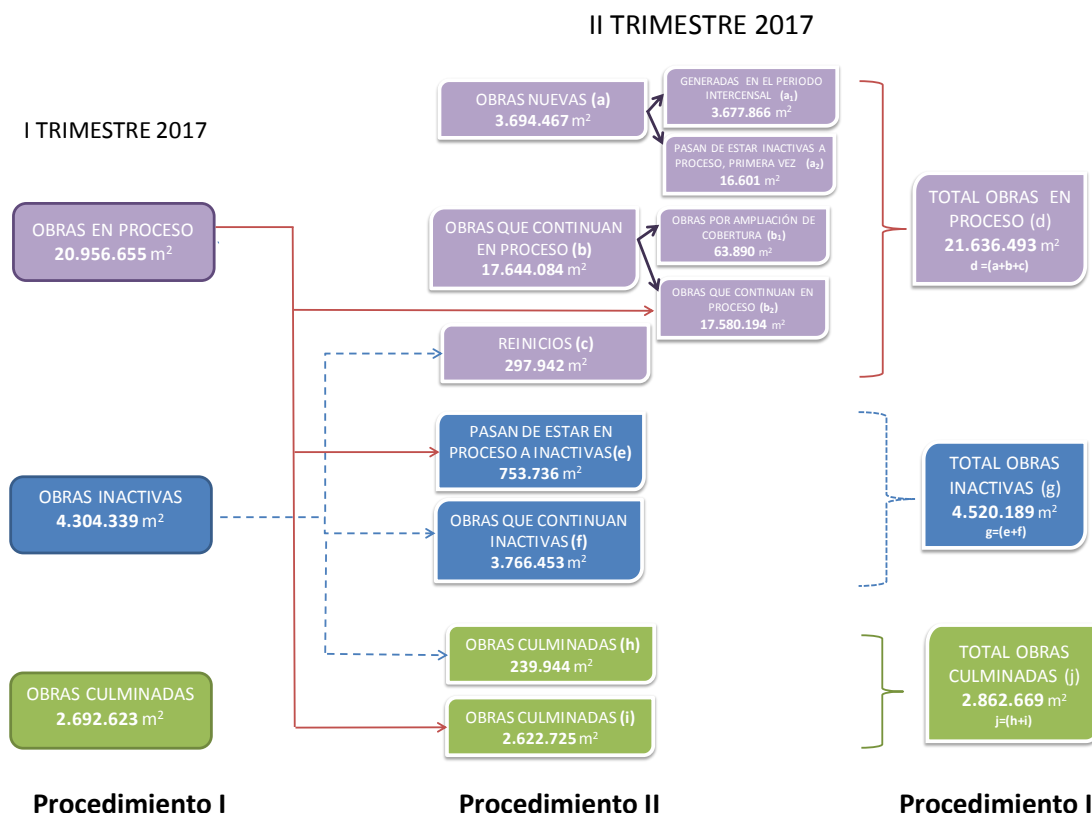 II TRIMESTRE 2017
I TRIMESTRE 2017
OBRAS EN PROCESO
20.956.655 m²
OBRAS INACTIVAS
4.304.339 m²
OBRAS CULMINADAS
2.692.623 m²
Procedimiento I
OBRAS NUEVAS (a)
3.694.467 m²
GENERADAS EN EL PERIODO
INTERCENSAL (a₁)
3.677.866 m²
PASAN DE ESTAR INACTIVAS A
PROCESO, PRIMERA VEZ (a₂)
16.601 m²
OBRAS QUE CONTINUAN
EN PROCESO (b)
17.644.084 m²
OBRAS POR AMPLIACIÓN DE
COBERTURA (b₁)
63.890 m²
OBRAS QUE CONTINUAN EN
PROCESO (b₂)
17.580.194 m²
REINICIOS (c)
297.942 m²
PASAN DE ESTAR EN
PROCESO A INACTIVAS(e)
753.736 m²
OBRAS QUE CONTINUAN
INACTIVAS (f)
3.766.453 m²
OBRAS CULMINADAS (h)
239.944 m²
OBRAS CULMINADAS (i)
2.622.725 m²
Procedimiento II
TOTAL OBRAS EN
PROCESO (d)
21.636.493 m²
d =(a+b+c)
TOTAL OBRAS
INACTIVAS (g)
4.520.189 m²
g=(e+f)
TOTAL OBRAS
CULMINADAS (j)
2.862.669 m²
j=(h+i)
Procedimiento I